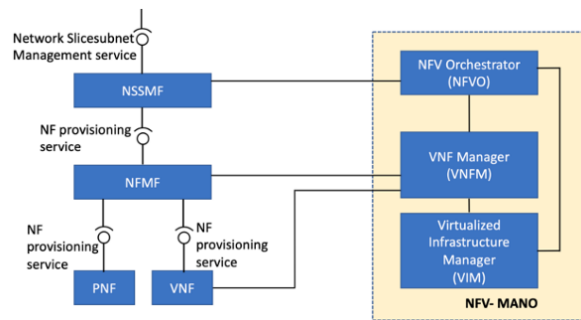 Network Slicesubnet
Management service
NSSMF
NF provisioning
service
NFMF
NF
provisioning
service
NF
provisioning
service
PNF
VNF
NFV Orchestrator
(NFVO)
VNF Manager
(VNFM)
Virtualized
Infrastructure
Manager
(VIM)
NFV- MANO